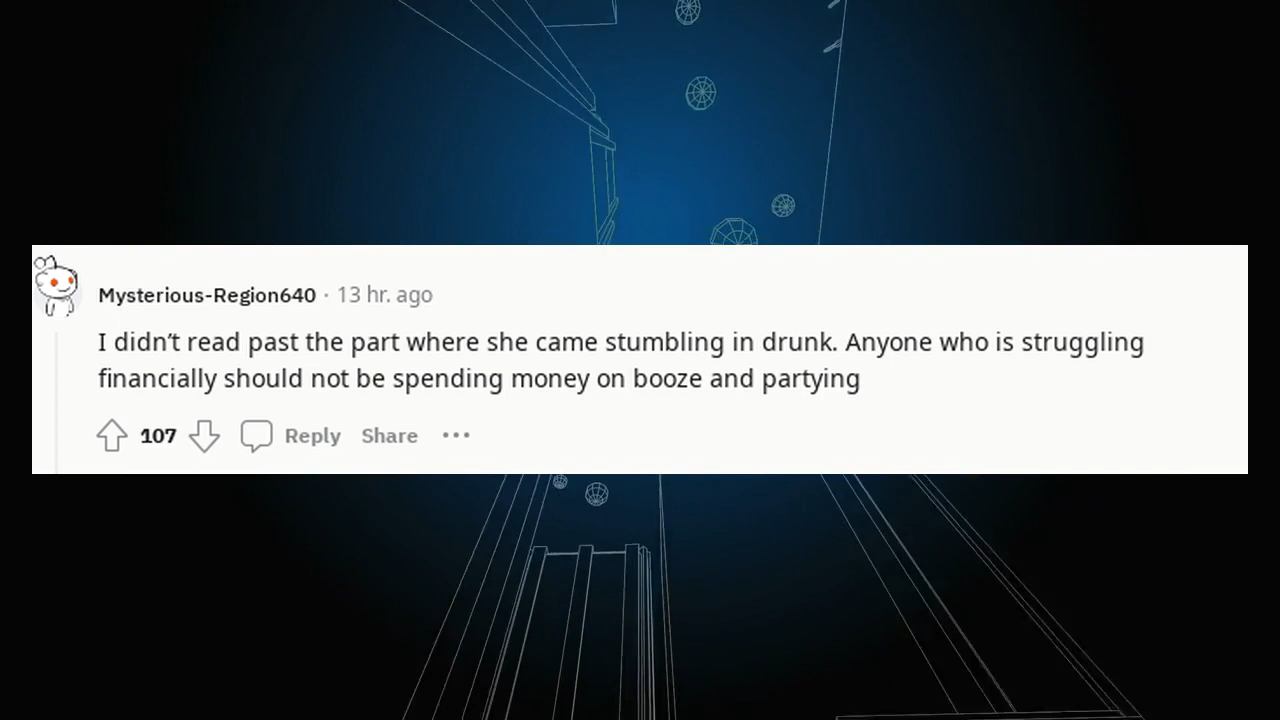 Mysterious-Region640 · 13 hr. ago
I didn’t read past the part where she came stumbling in drunk. Anyone who is struggling
financially should not be spending money on booze and partying
107 Reply Share •••